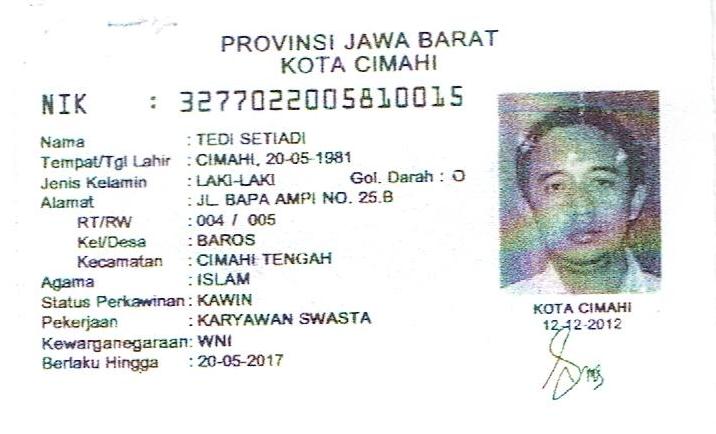 PROVINSI JAWA BARAT
KOTA CIMAHI
NIK : 3277022005810015
Nama : TEDI SETIADI
Tempat/Tgl Lahir : CIMAHI, 20-05-1981
Jenis Kelamin : LAKI-LAKI Gol. Darah : O
Alamat : JL. BAPA AMPI NO. 25.B
RT/RW : 004 / 005
Kel/Desa : BAROS
Kecamatan : CIMAHI TENGAH
Agama : ISLAM
Status Perkawinan : KAWIN
Pekerjaan : KARYAWAN SWASTA
Kewarganegaraan: WNI
Berlaku Hingga : 20-05-2017
KOTA CIMAHI
12-12-2012